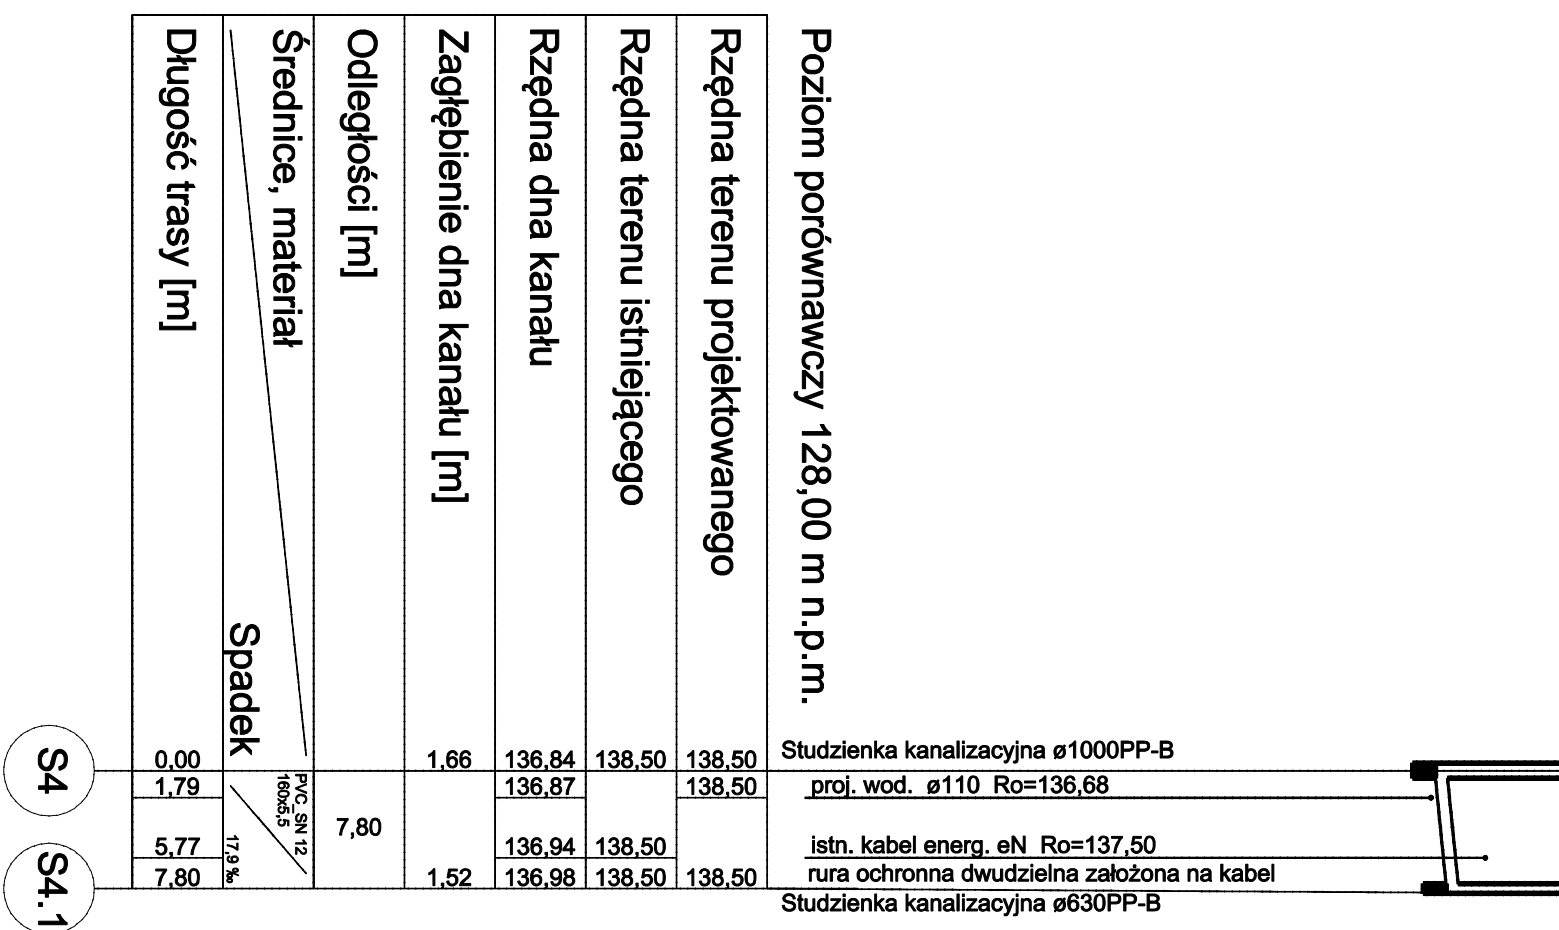 Poziom porównawczy 128,00 m n.p.m.
Rzędna terenu projektowanego
138,50
138,50
138,50
Rzędna terenu istniejącego
138,50
138,50
138,50
Rzędna dna kanału
136,84
136,87
136,94
136,98
Zagłębienie dna kanału [m]
1,66
1,52
Odległości [m]
7,80
Średnice, materiał
Spadek
PVC_SN 12
160x5,5
17,9 ‰
Długość trasy [m]
0,00
1,79
5,77
7,80
S4
S4.1
Studzienka kanalizacyjna ø1000PP-B
proj. wod. ø110 Ro=136,68
istn. kabel energ. eN Ro=137,50
rura ochronna dwudzielna założona na kabel
Studzienka kanalizacyjna ø630PP-B